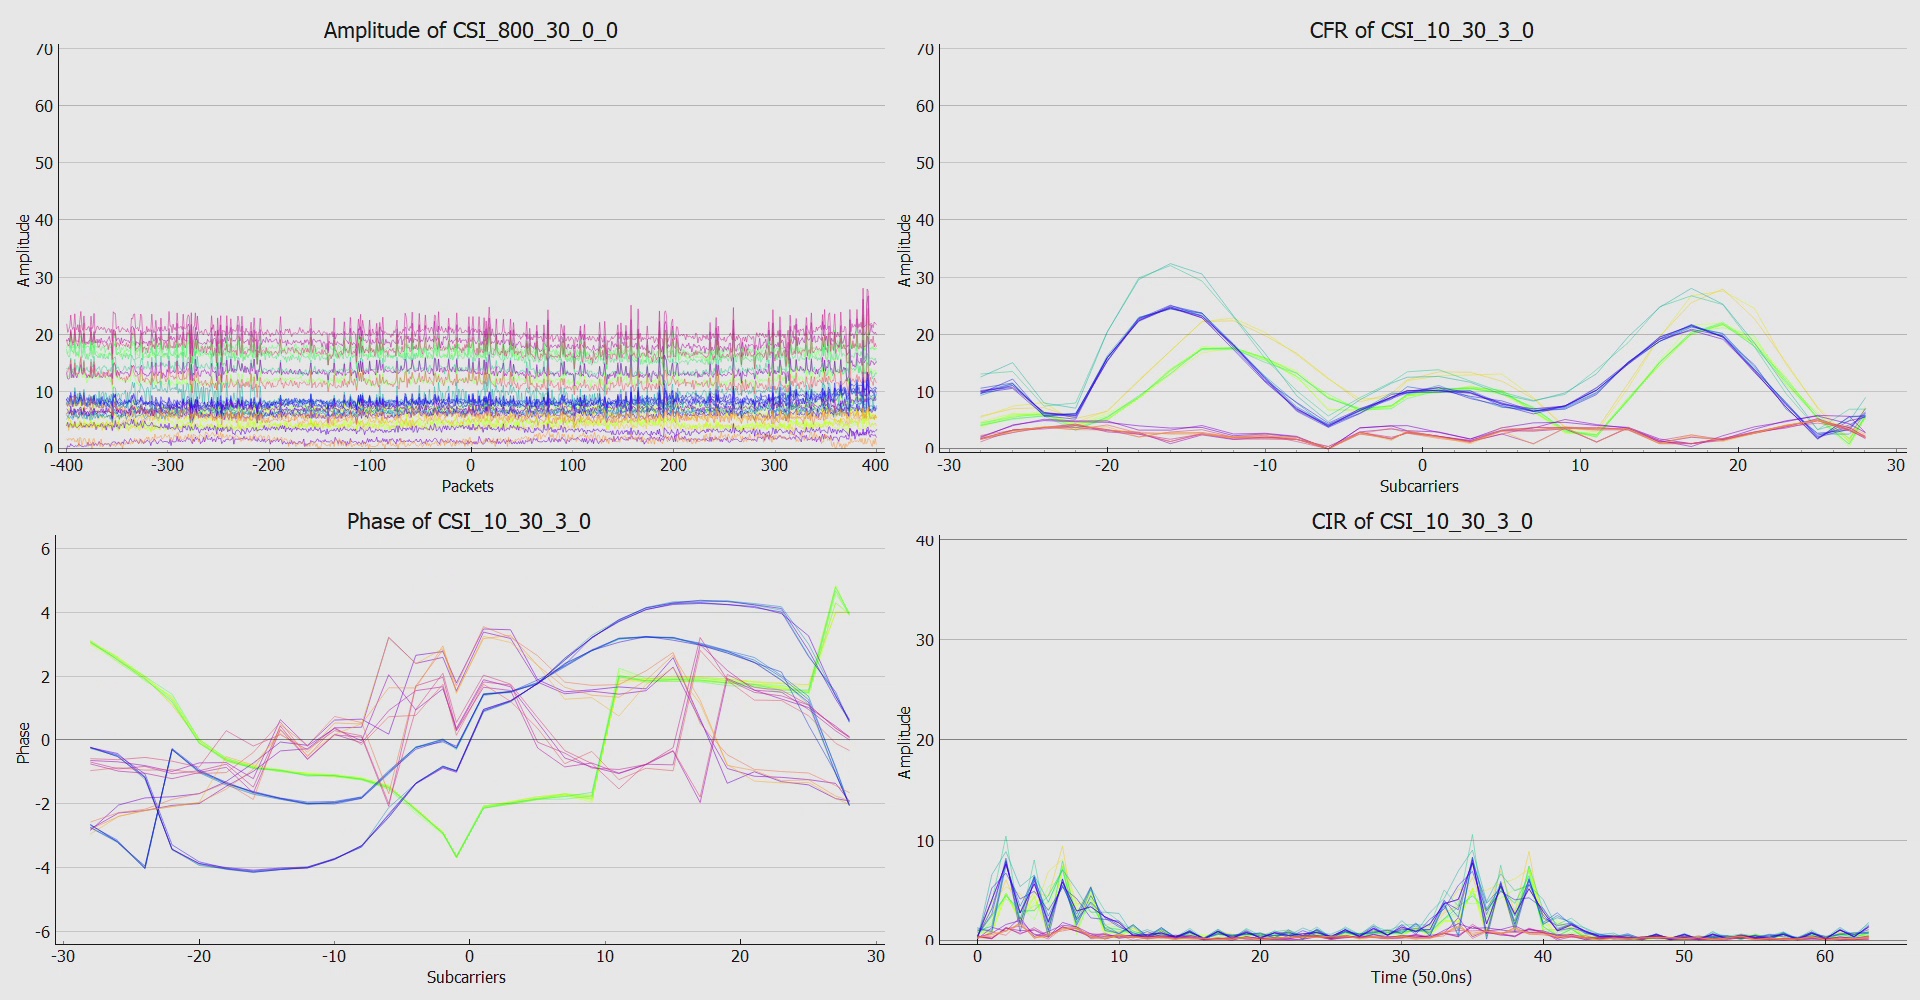 Amplitude of CSI_800_30_0_0
70
60
50
40
30
20
10
0
Amplitude
-400 -300 -200 -100 0 100 200 300 400
Packets
CFR of CSI_10_30_3_0
70
60
50
40
30
20
10
0
Amplitude
-30 -20 -10 0 10 20 30
Subcarriers
Phase of CSI_10_30_3_0
6
4
2
0
-2
-4
-6
Phase
-30 -20 -10 0 10 20 30
Subcarriers
CIR of CSI_10_30_3_0
40
30
20
10
0
Amplitude
0 10 20 30 40 50 60
Time (50.0ns)